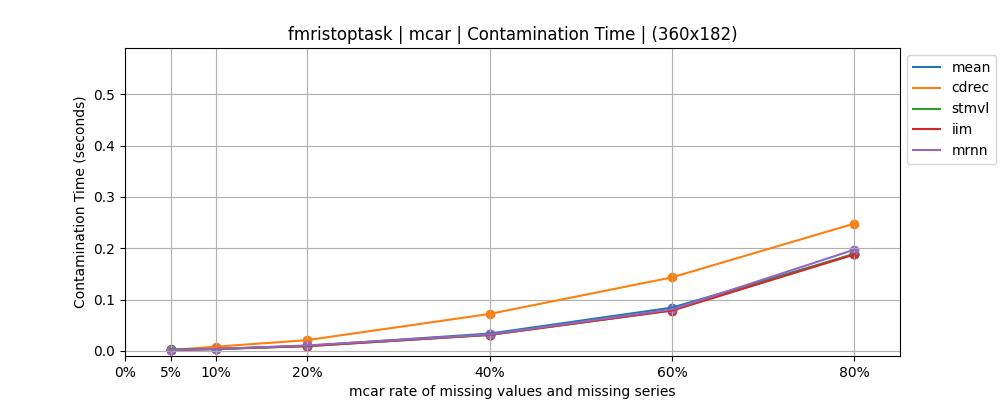 fmristoptask | mcar | Contamination Time | (360x182)
mean
cdrec
stmvl
iim
mrnn
Contamination Time (seconds)
0.5
0.4
0.3
0.2
0.1
0.0
0% 5% 10% 20% 40% 60% 80%
mcar rate of missing values and missing series